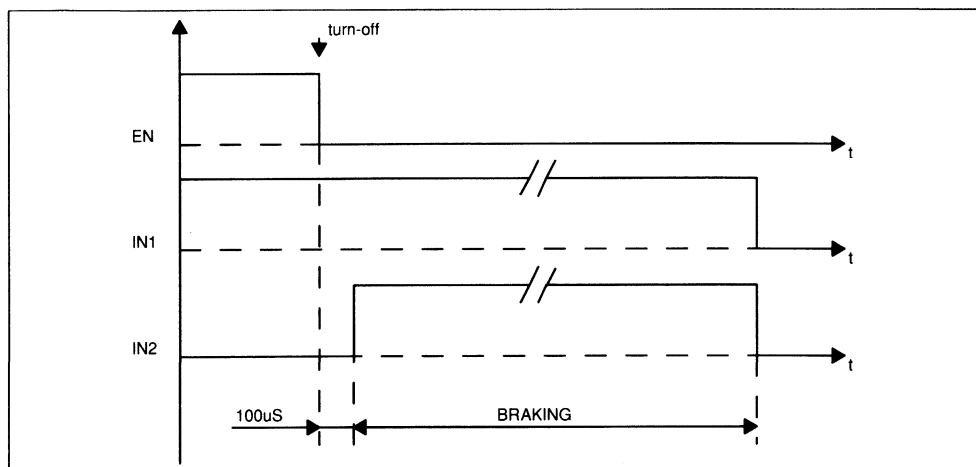 turn-off
EN
t
IN1
t
IN2
t
100uS
BRAKING